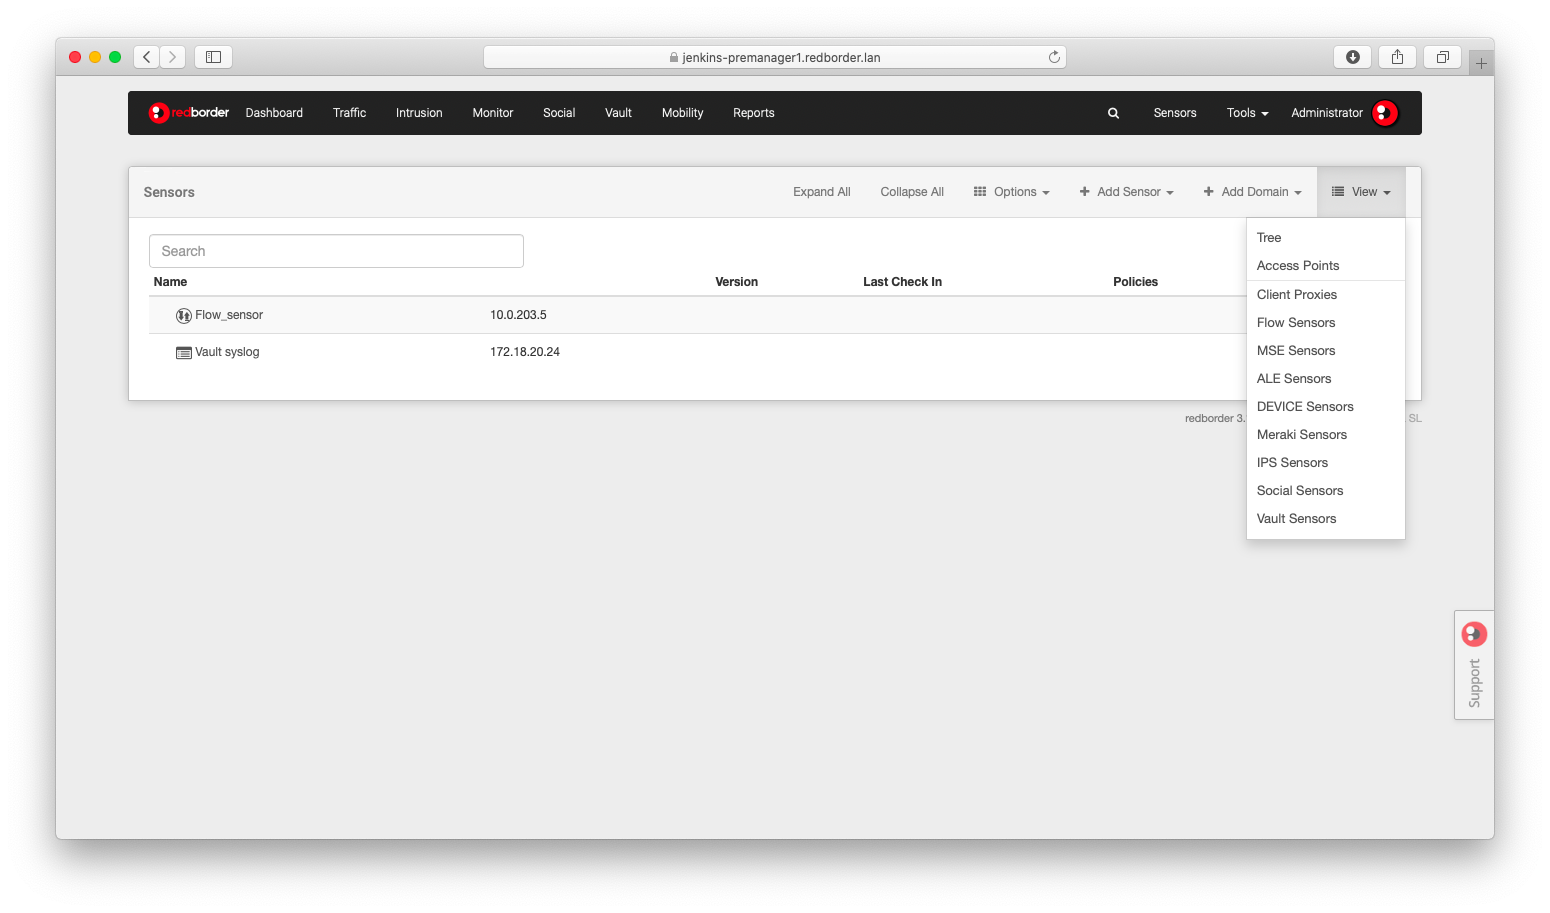 jenkins-premanager1.redborder.lan
redborder Dashboard Traffic Intrusion Monitor Social Vault Mobility Reports Sensors Tools Administrator
Sensors Expand All Collapse All Options Add Sensor Add Domain View
Search
Name Version Last Check In Policies
Flow_sensor 10.0.203.5
Vault syslog 172.18.20.24
Tree
Access Points
Client Proxies
Flow Sensors
MSE Sensors
ALE Sensors
DEVICE Sensors
Meraki Sensors
IPS Sensors
Social Sensors
Vault Sensors
redborder 3. SL
Support